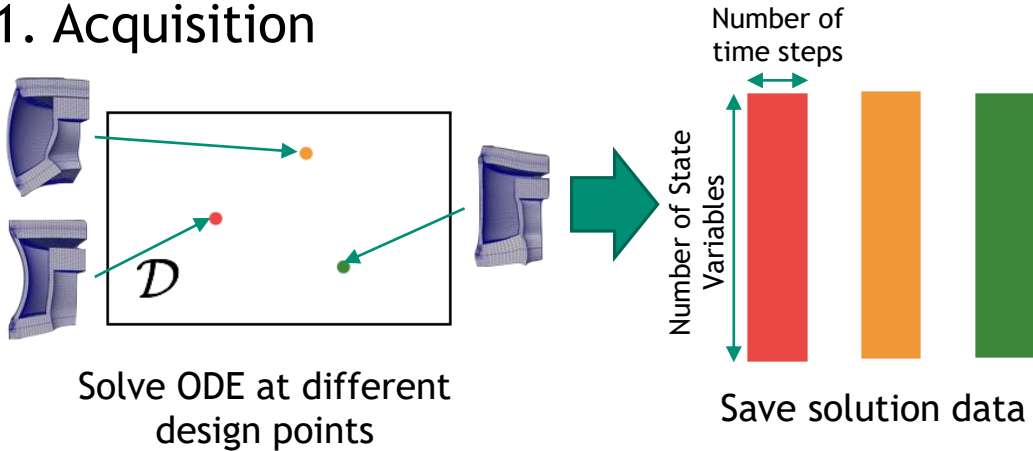 1. Acquisition
Number of
time steps
Number of State
Variables
𝒟
Solve ODE at different
design points
Save solution data